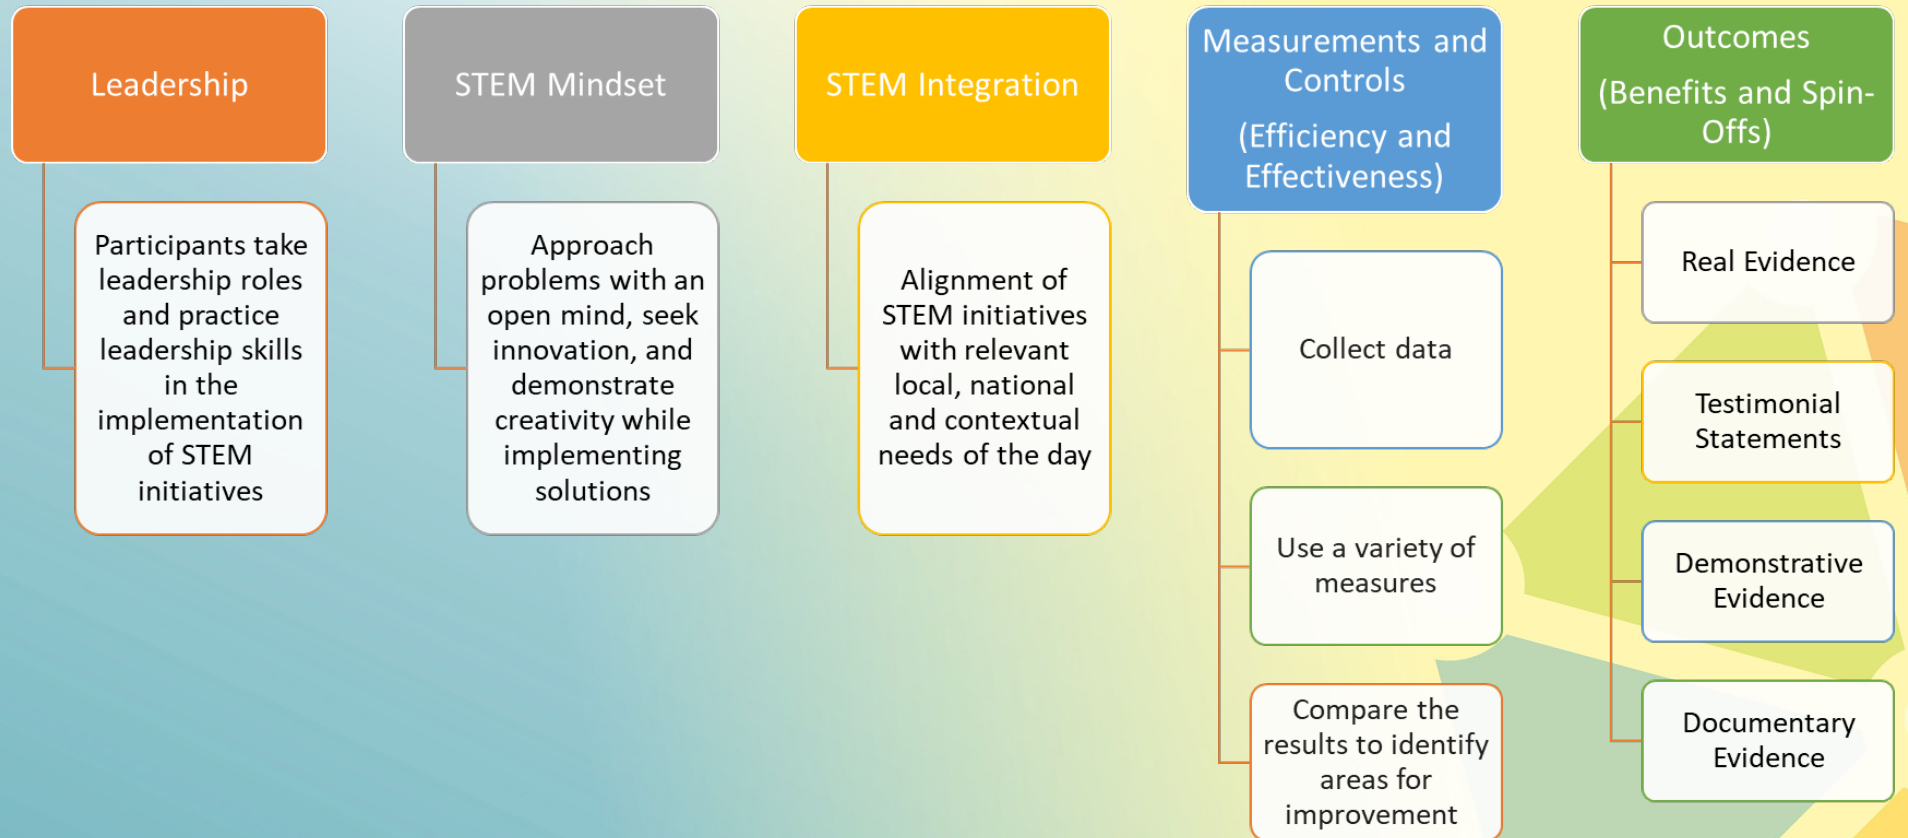 Leadership
Participants take
leadership roles
and practice
leadership skills
in the
implementation
of STEM
initiatives
STEM Mindset
Approach
problems with an
open mind, seek
innovation, and
demonstrate
creativity while
implementing
solutions
STEM Integration
Alignment of
STEM initiatives
with relevant
local, national
and contextual
needs of the day
Measurements and
Controls
(Efficiency and
Effectiveness)
Collect data
Use a variety of
measures
Compare the
results to identify
areas for
improvement
Outcomes
(Benefits and Spin-
Offs)
Real Evidence
Testimonial
Statements
Demonstrative
Evidence
Documentary
Evidence